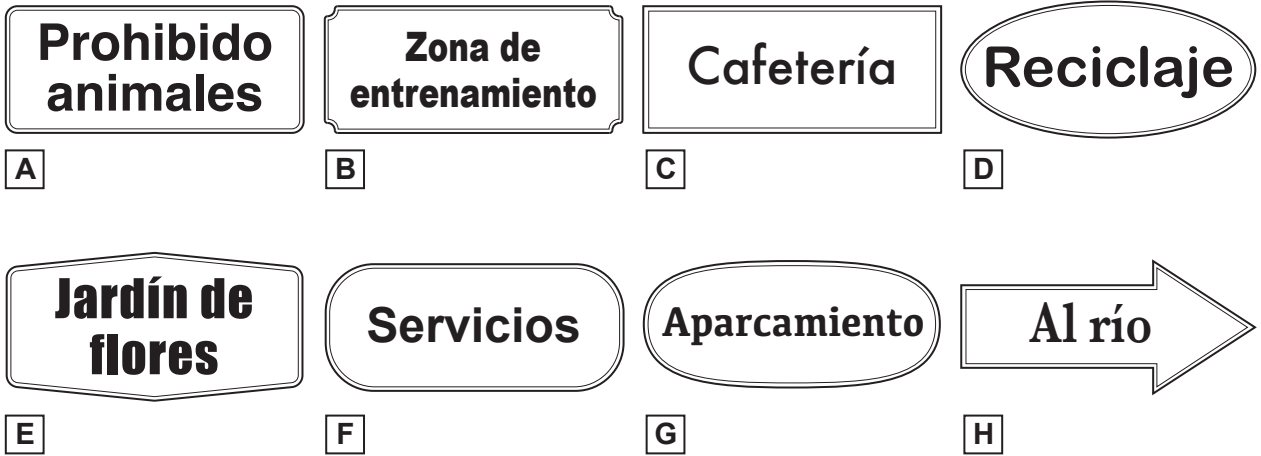 Prohibido
animales
Zona de
entrenamiento
Cafetería
Reciclaje
A
B
C
D
Jardín de
flores
Servicios
Aparcamiento
Al río
E
F
G
H